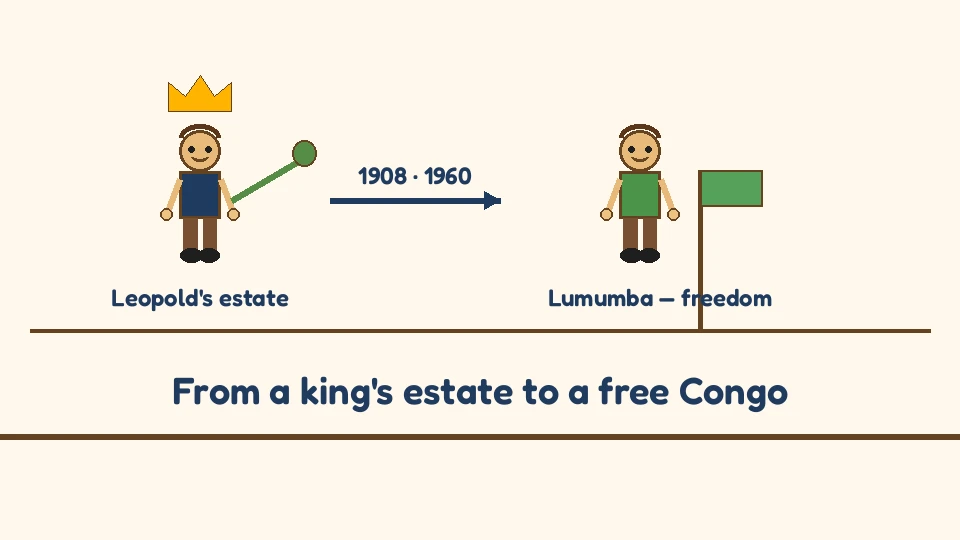 1908 · 1960
Leopold's estate
Lumumba – freedom
From a king's estate to a free Congo